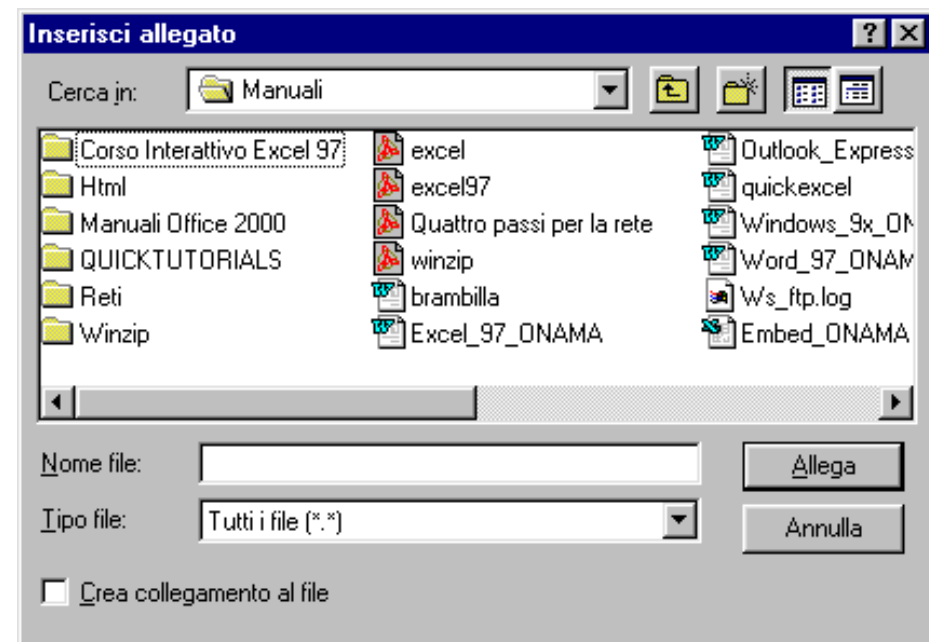 Inserisci allegato
Cerca in: Manuali
Corso Interattivo Excel 97 excel Outlook_Express
Html excel97 quickexcel
Manuali Office 2000 Quattro passi per la rete Windows_9x_ON
QUICKTUTORIALS winzip Word_97_ONAM
Reti brambilla Ws_ftp.log
Winzip Excel_97_ONAMA Embed_ONAMA
Nome file: Allega
Tipo file: Tutti i file (*.*) Annulla
Crea collegamento al file